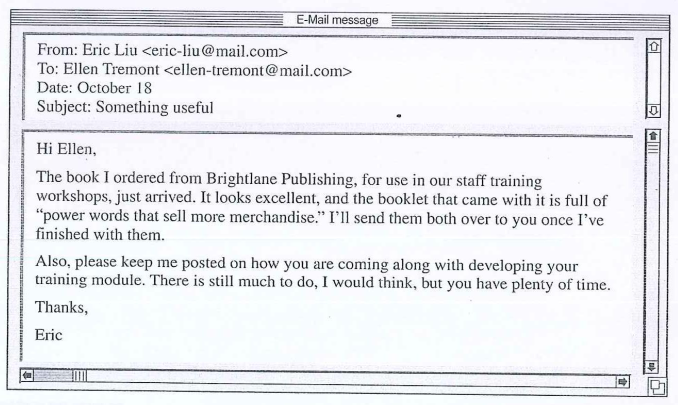 E-Mail message
From: Eric Liu <eric-liu@mail.com>
To: Ellen Tremont <ellen-tremont@mail.com>
Date: October 18
Subject: Something useful
Hi Ellen,
The book I ordered from Brightlane Publishing, for use in our staff training
workshops, just arrived. It looks excellent, and the booklet that came with it is full of
“power words that sell more merchandise.” I’ll send them both over to you once I’ve
finished with them.
Also, please keep me posted on how you are coming along with developing your
training module. There is still much to do, I would think, but you have plenty of time.
Thanks,
Eric